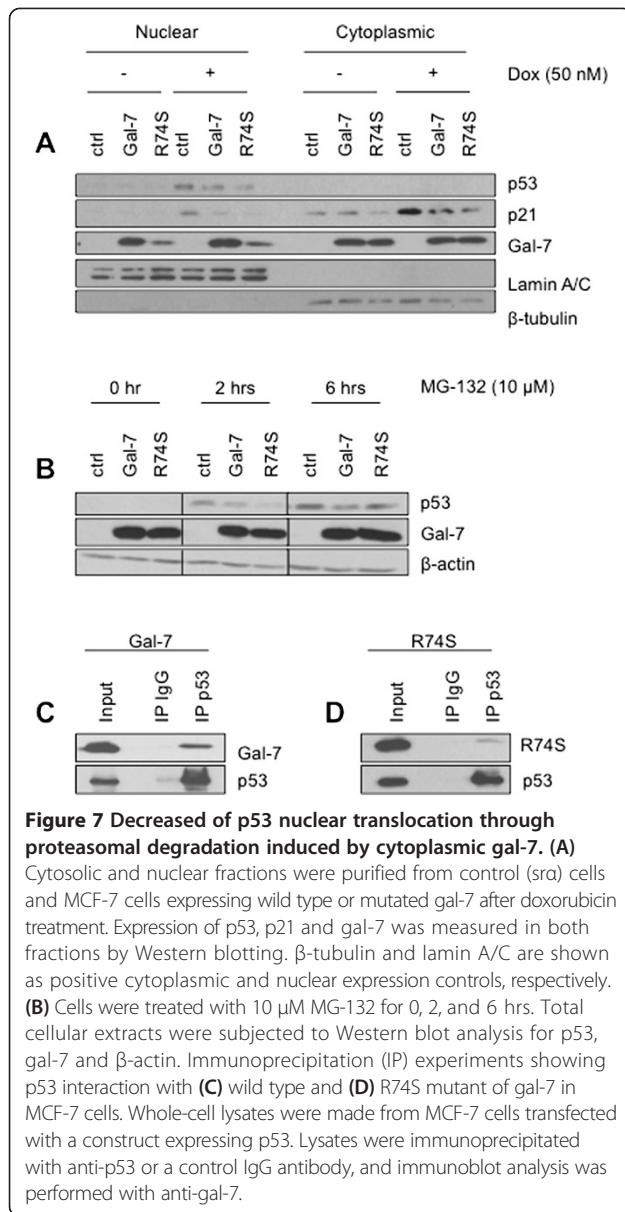 Nuclear Cytoplasmic
- + - + Dox (50 nM)
A ctrl Gal-7 R74S ctrl Gal-7 R74S ctrl Gal-7 R74S ctrl Gal-7 R74S
p53
p21
Gal-7
Lamin A/C
β-tubulin
0 hr 2 hrs 6 hrs MG-132 (10 µM)
B ctrl Gal-7 R74S ctrl Gal-7 R74S ctrl Gal-7 R74S
p53
Gal-7
β-actin
Gal-7
C Input IP IgG IP p53
Gal-7
p53
R74S
D Input IP IgG IP p53
R74S
p53
Figure 7 Decreased of p53 nuclear translocation through
proteasomal degradation induced by cytoplasmic gal-7. (A)
Cytosolic and nuclear fractions were purified from control (srα) cells
and MCF-7 cells expressing wild type or mutated gal-7 after doxorubicin
treatment. Expression of p53, p21 and gal-7 was measured in both
fractions by Western blotting. β-tubulin and lamin A/C are shown
as positive cytoplasmic and nuclear expression controls, respectively.
(B) Cells were treated with 10 µM MG-132 for 0, 2, and 6 hrs. Total
cellular extracts were subjected to Western blot analysis for p53,
gal-7 and β-actin. Immunoprecipitation (IP) experiments showing
p53 interaction with (C) wild type and (D) R74S mutant of gal-7 in
MCF-7 cells. Whole-cell lysates were made from MCF-7 cells transfected
with a construct expressing p53. Lysates were immunoprecipitated
with anti-p53 or a control IgG antibody, and immunoblot analysis was
performed with anti-gal-7.